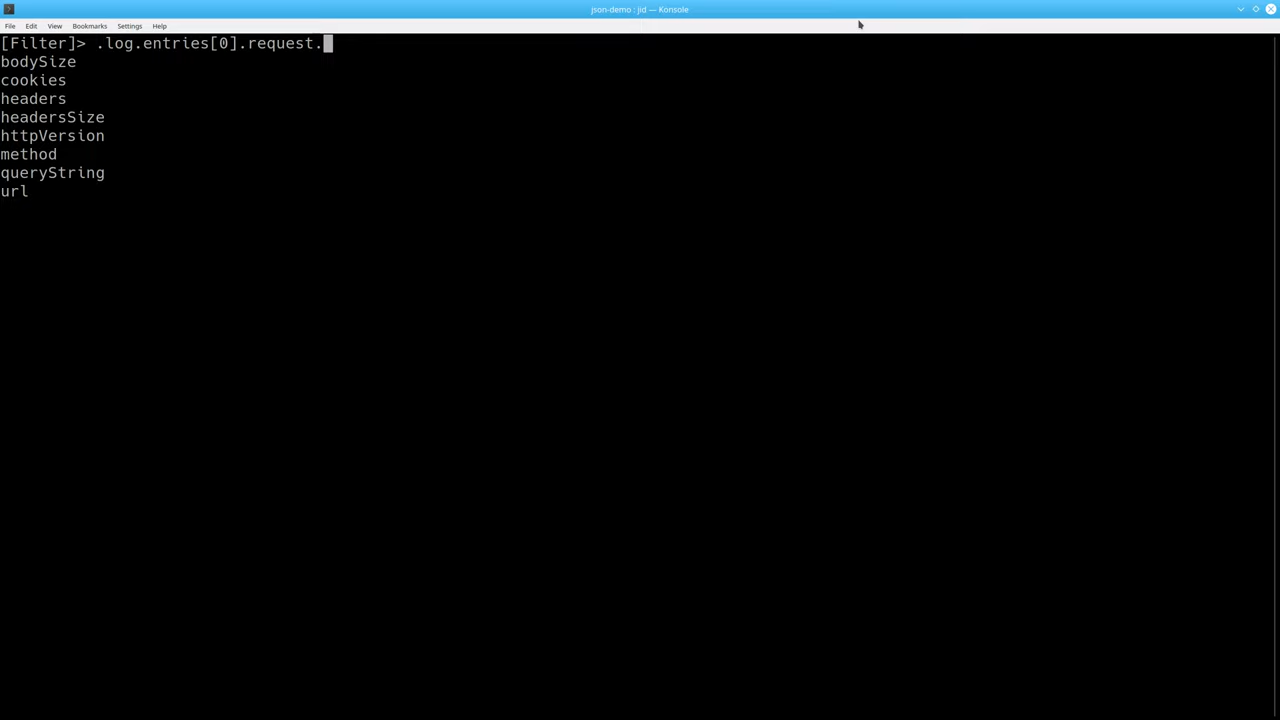 json-demo : jid — Konsole
File Edit View Bookmarks Settings Help
[Filter]> .log.entries[0].request.
bodySize
cookies
headers
headersSize
httpVersion
method
queryString
url